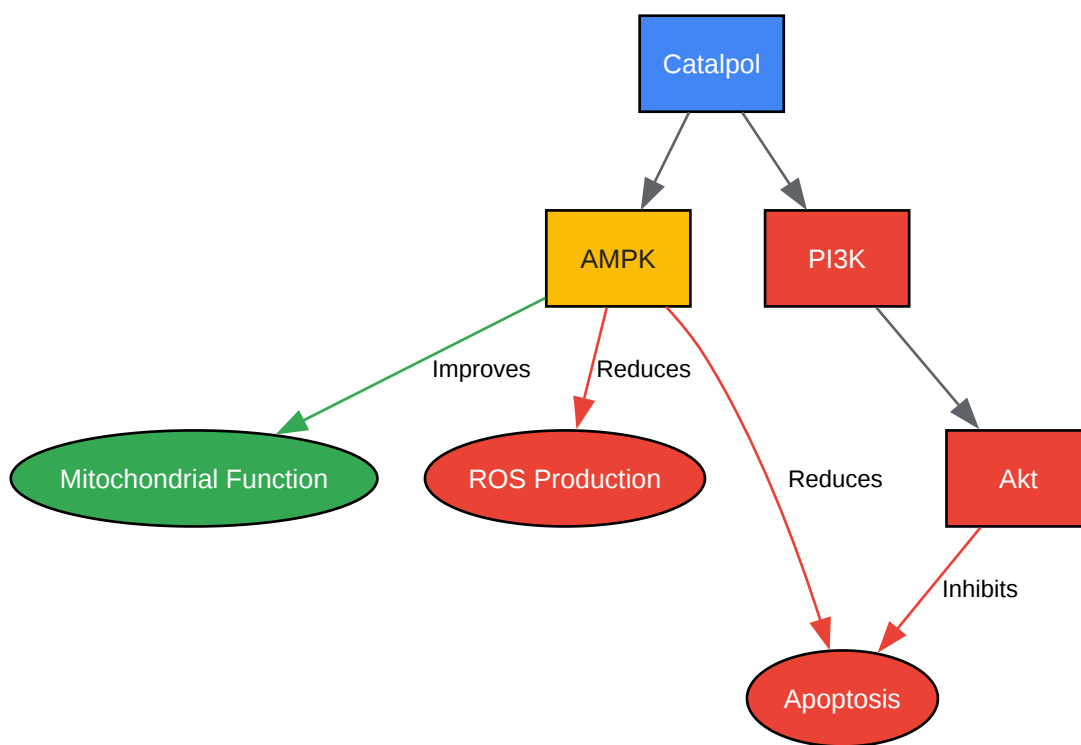 Catalpol
AMPK
PI3K
Improves
Reduces
Mitochondrial Function
ROS Production
Reduces
Akt
Inhibits
Apoptosis